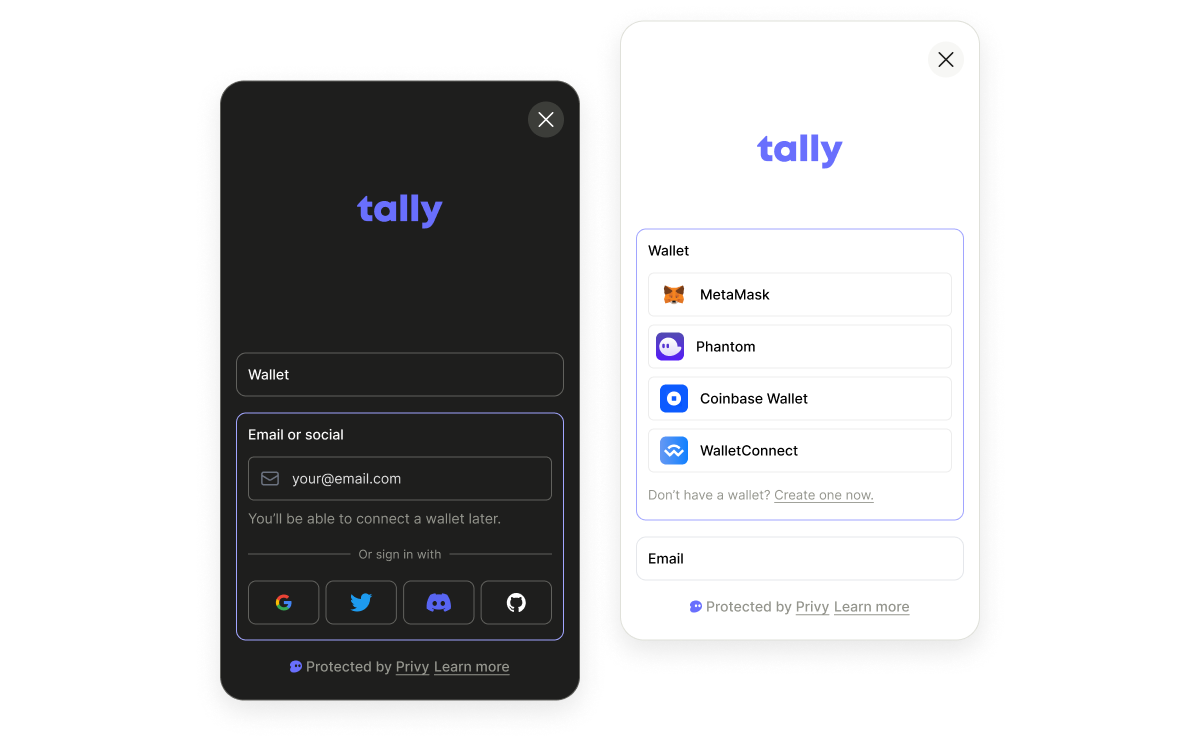 tally
Wallet
Email or social
your@email.com
You'll be able to connect a wallet later.
Or sign in with
Protected by Privy Learn more
tally
Wallet
MetaMask
Phantom
Coinbase Wallet
WalletConnect
Don't have a wallet? Create one now.
Email
Protected by Privy Learn more